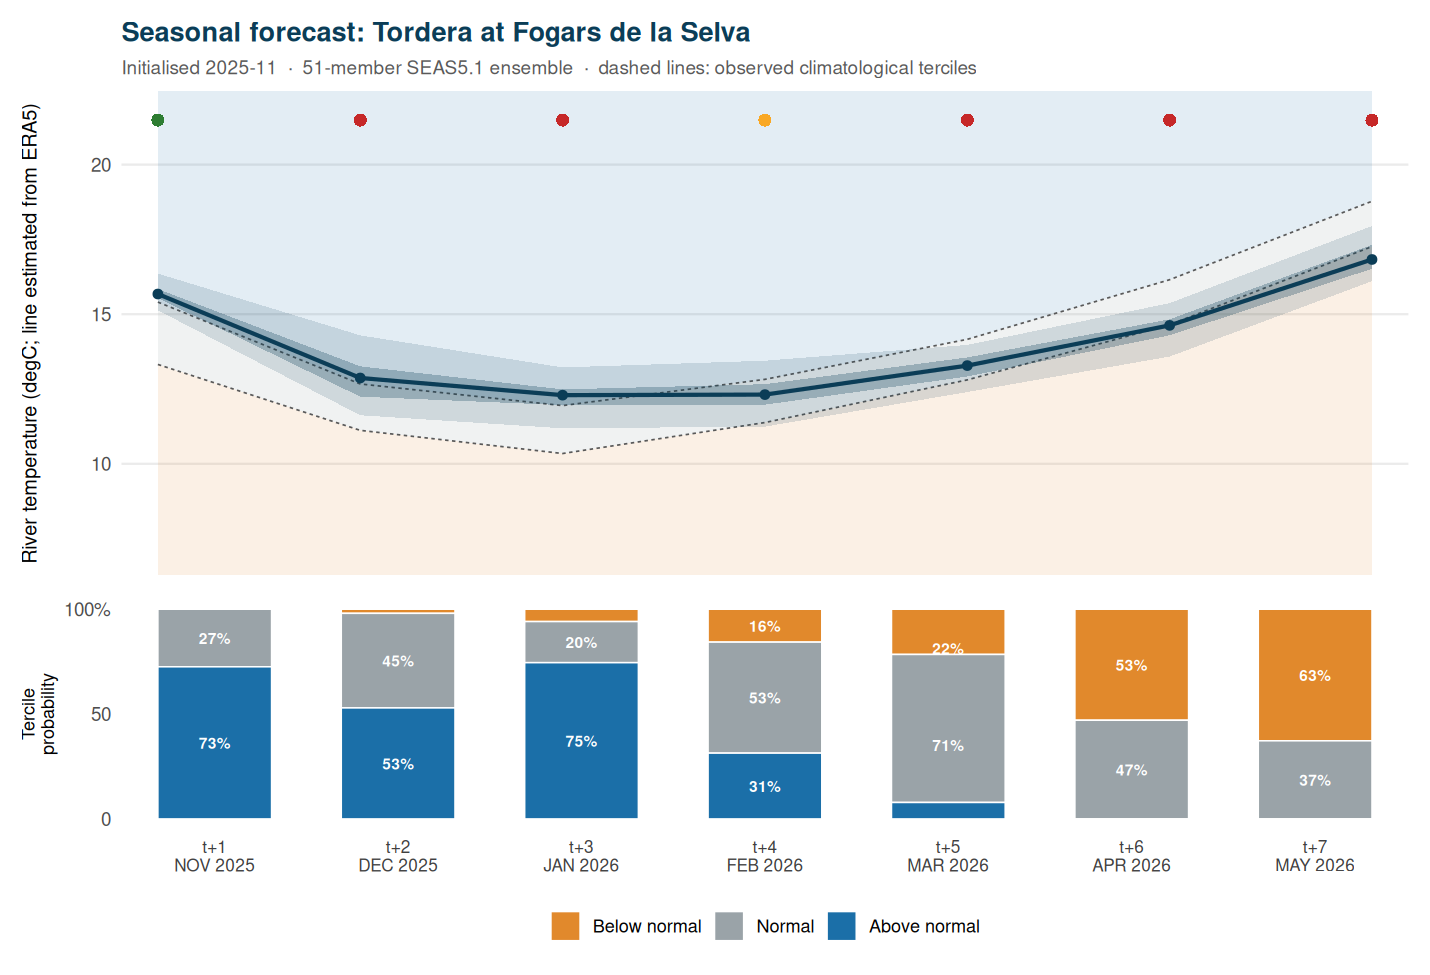 Seasonal forecast: Tordera at Fogars de la Selva
Initialised 2025-11 · 51-member SEAS5.1 ensemble · dashed lines: observed climatological terciles
River temperature (degC; line estimated from ERA5)
20
15
10
Tercile
probability
100%
50
0
27%
73%
45%
53%
20%
75%
16%
53%
31%
22%
71%
53%
47%
63%
37%
t+1
NOV 2025
t+2
DEC 2025
t+3
JAN 2026
t+4
FEB 2026
t+5
MAR 2026
t+6
APR 2026
t+7
MAY 2026
Below normal
Normal
Above normal